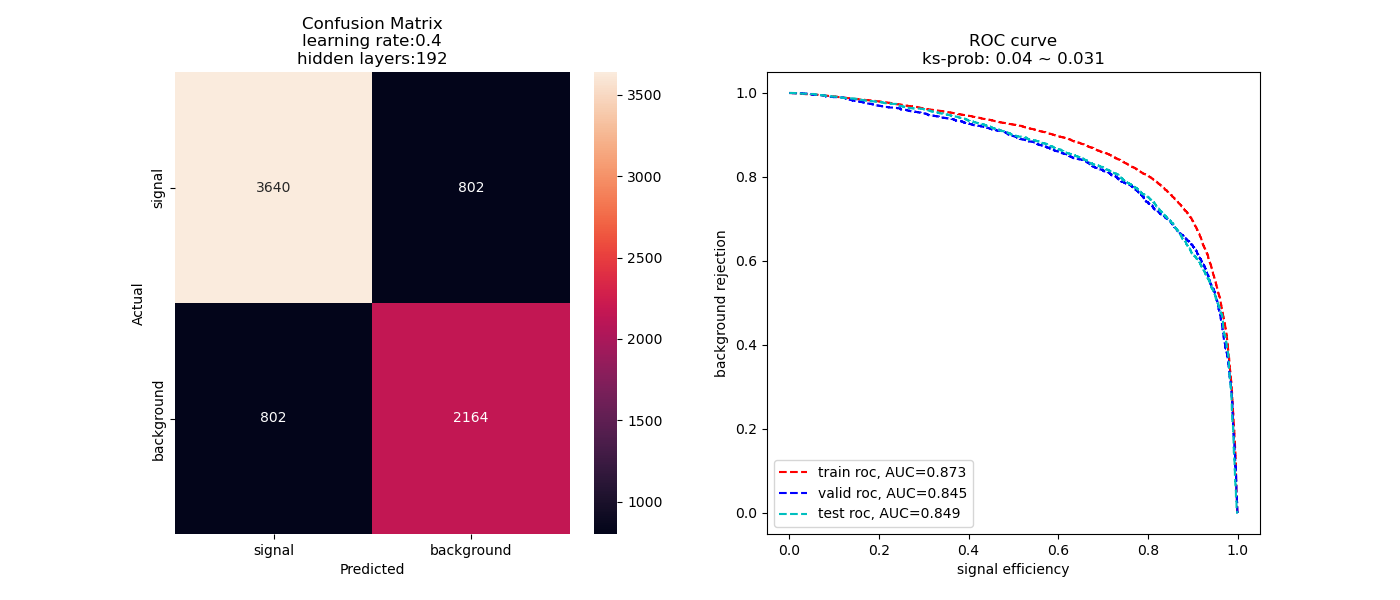 Confusion Matrix
learning rate:0.4
hidden layers:192
signal
background
Actual
3640
802
802
2164
signal
background
Predicted
3500
3000
2500
2000
1500
1000
ROC curve
ks-prob: 0.04 ~ 0.031
background rejection
1.0
0.8
0.6
0.4
0.2
0.0
train roc, AUC=0.873
valid roc, AUC=0.845
test roc, AUC=0.849
0.0
0.2
0.4
0.6
0.8
1.0
signal efficiency